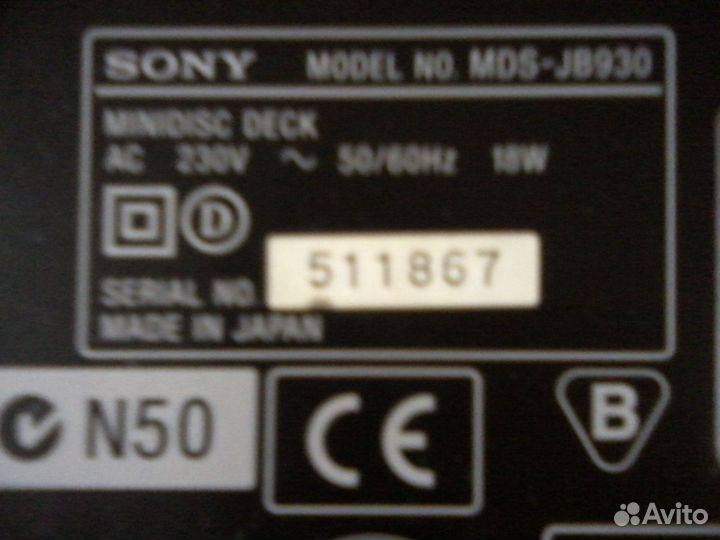 SONY MODEL NO. MDS-JB930
MINIDISC DECK
AC 230V ~ 50/60Hz 18W
D
SERIAL NO. 511867
MADE IN JAPAN
N50
CE
B
Avito